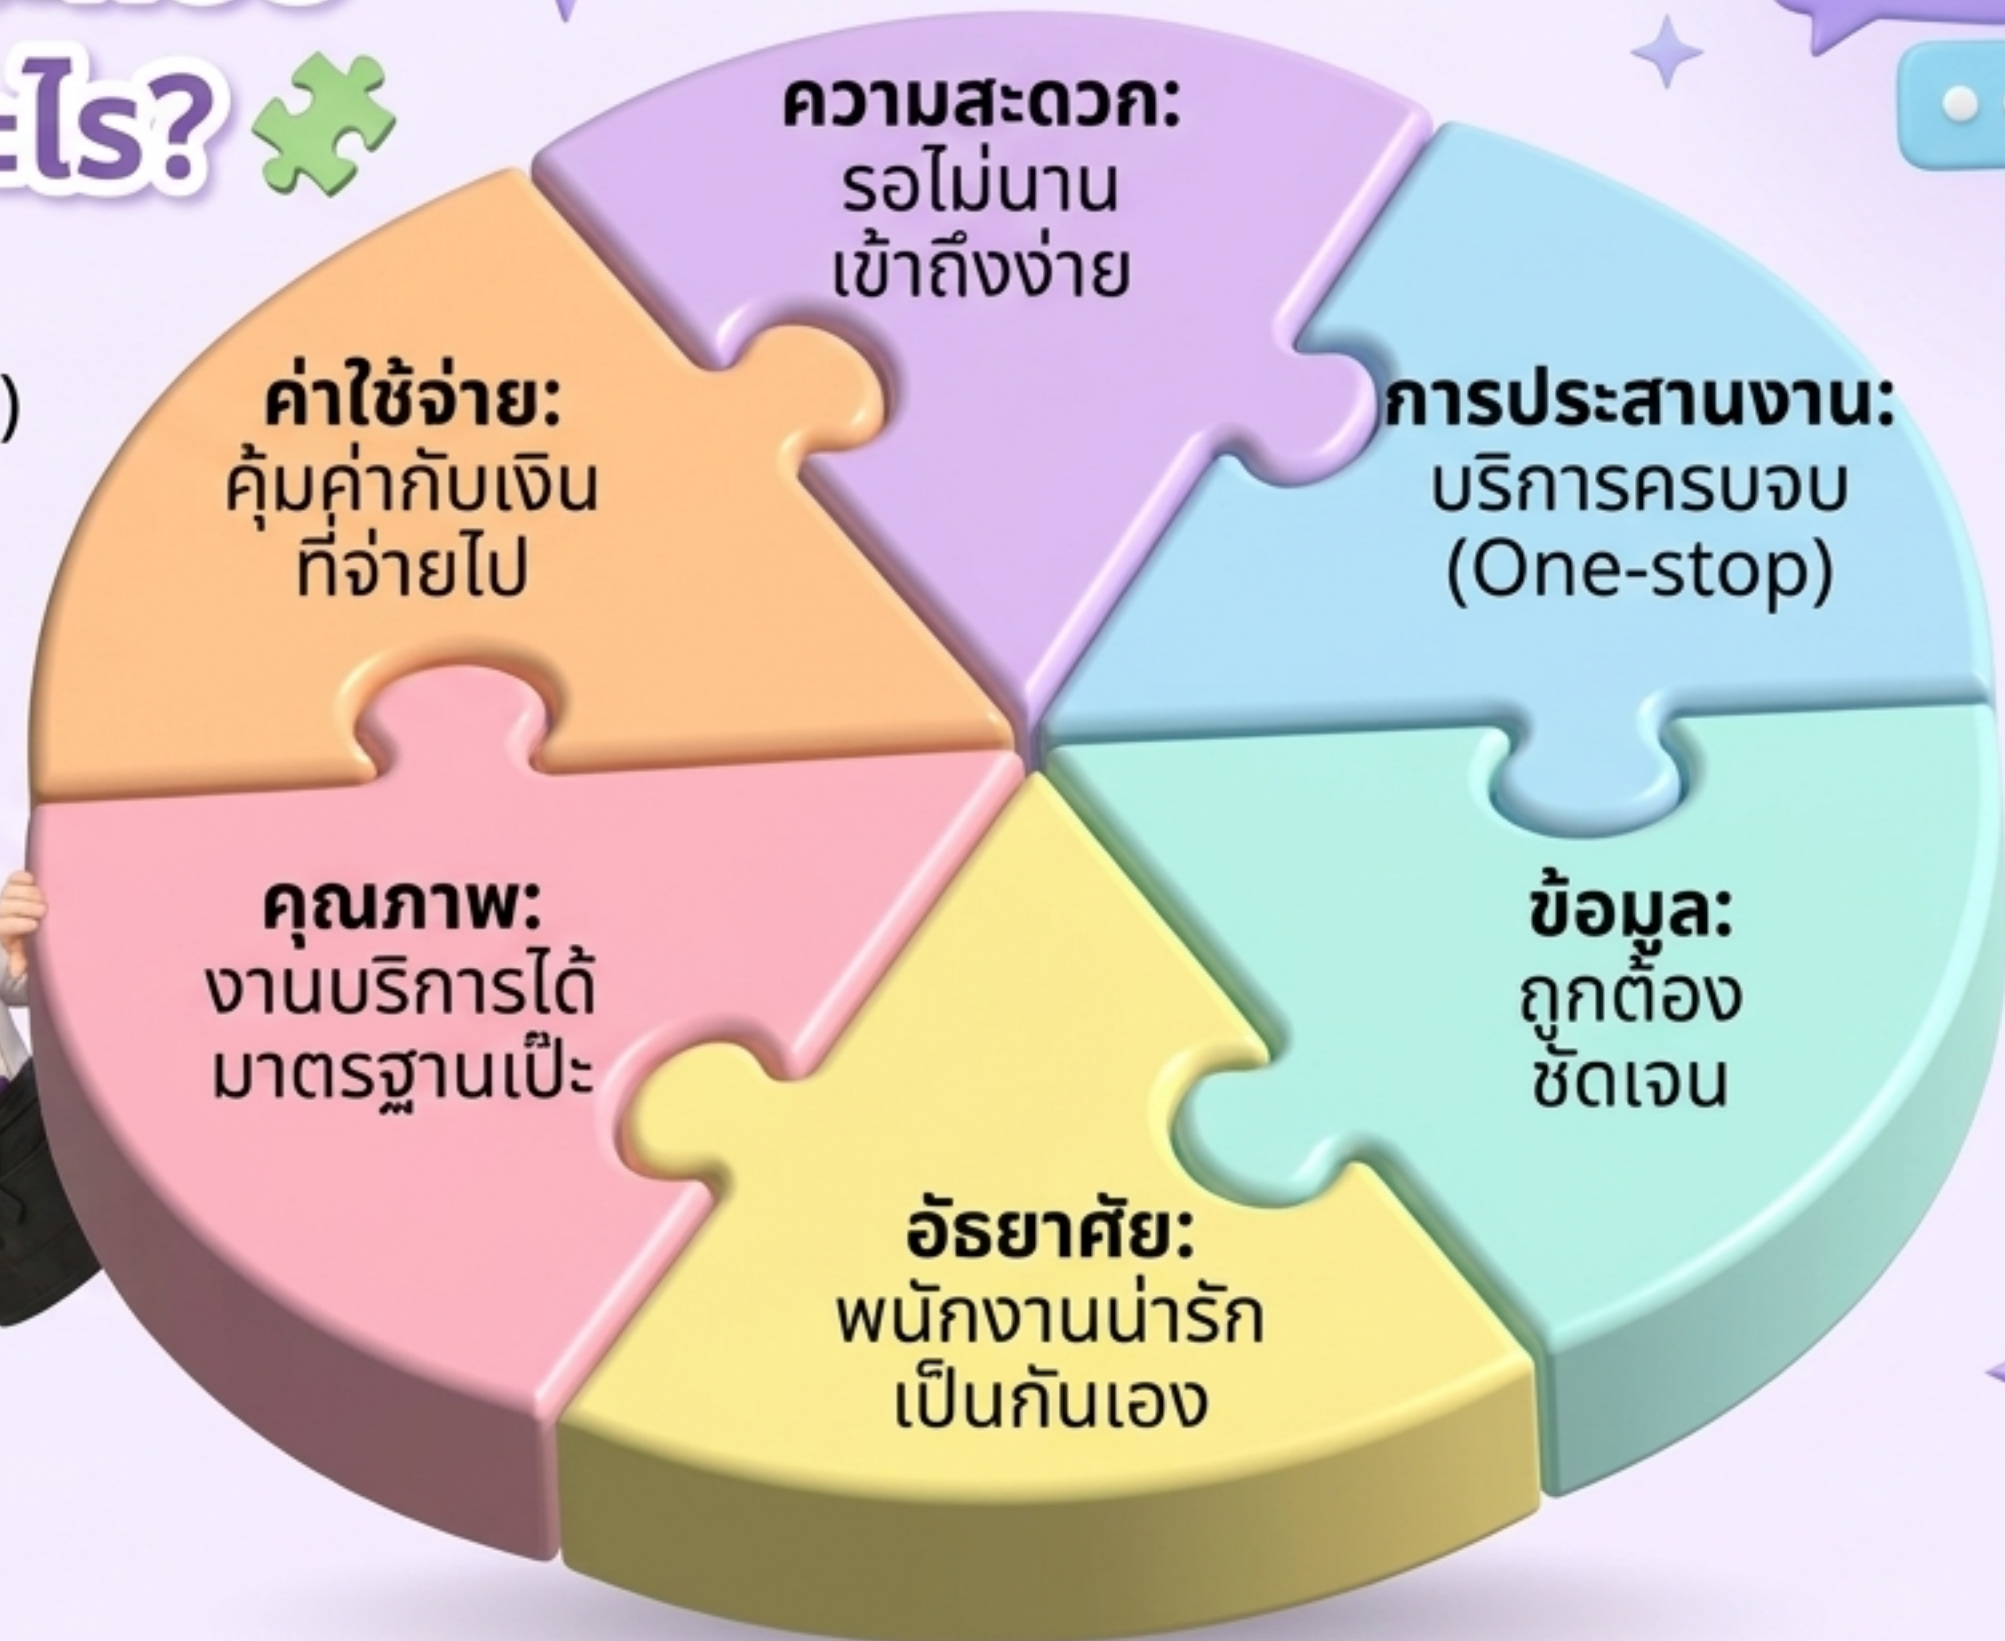 ไร?
)
ความสะดวก:
รอไม่นาน
เข้าถึงง่าย
การประสานงาน:
บริการครบจบ
(One-stop)
ข้อมูล:
ถูกต้อง
ชัดเจน
อัธยาศัย:
พนักงานน่ารัก
เป็นกันเอง
คุณภาพ:
งานบริการได้
มาตรฐานเป๊ะ
ค่าใช้จ่าย:
คุ้มค่ากับเงิน
ที่จ่ายไป